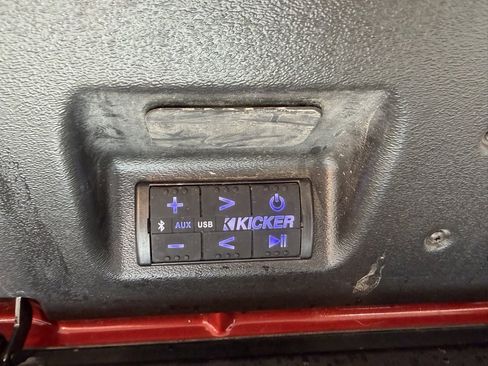 + >
AUX USB KICKER
- <